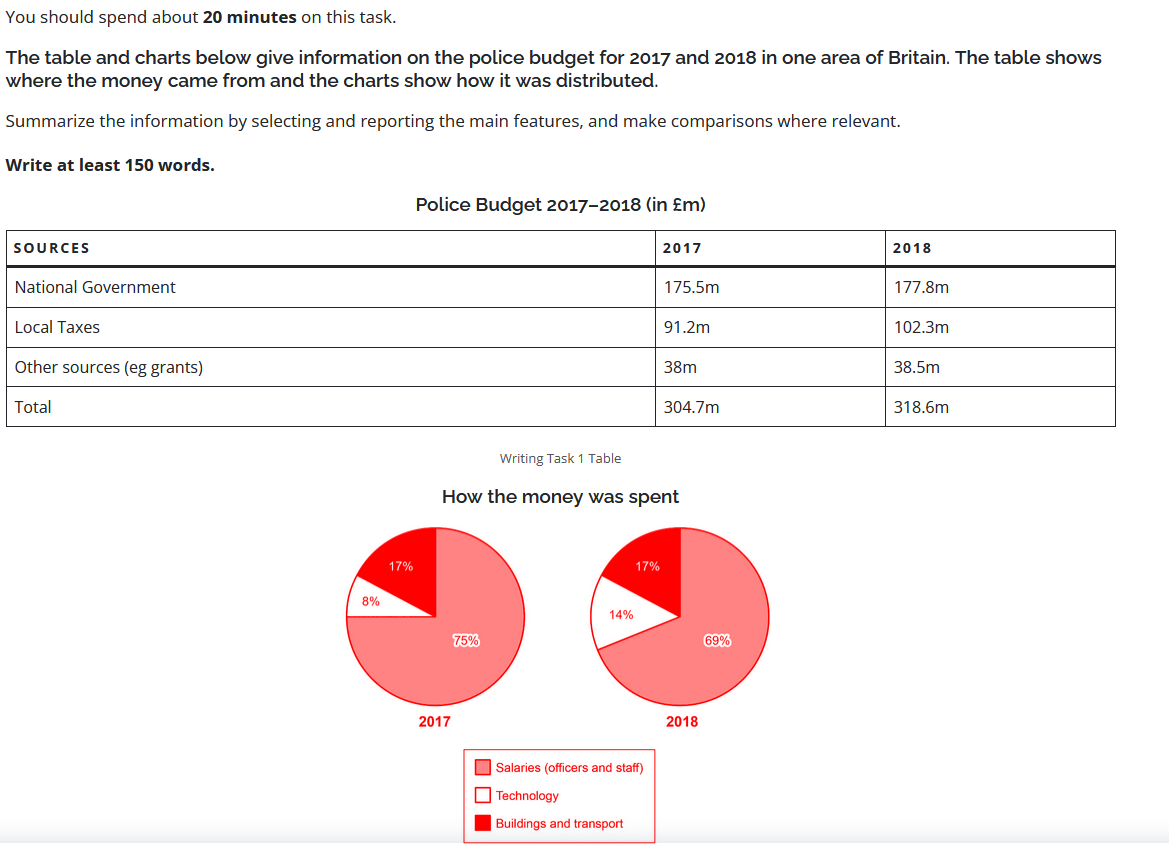 You should spend about 20 minutes on this task.
The table and charts below give information on the police budget for 2017 and 2018 in one area of Britain. The table shows
where the money came from and the charts show how it was distributed.
Summarize the information by selecting and reporting the main features, and make comparisons where relevant.
Write at least 150 words.
Police Budget 2017–2018 (in £m)
SOURCES 2017 2018
National Government 175.5m 177.8m
Local Taxes 91.2m 102.3m
Other sources (eg grants) 38m 38.5m
Total 304.7m 318.6m
Writing Task 1 Table
How the money was spent
17%
8%
75%
2017
17%
14%
69%
2018
Salaries (officers and staff)
Technology
Buildings and transport